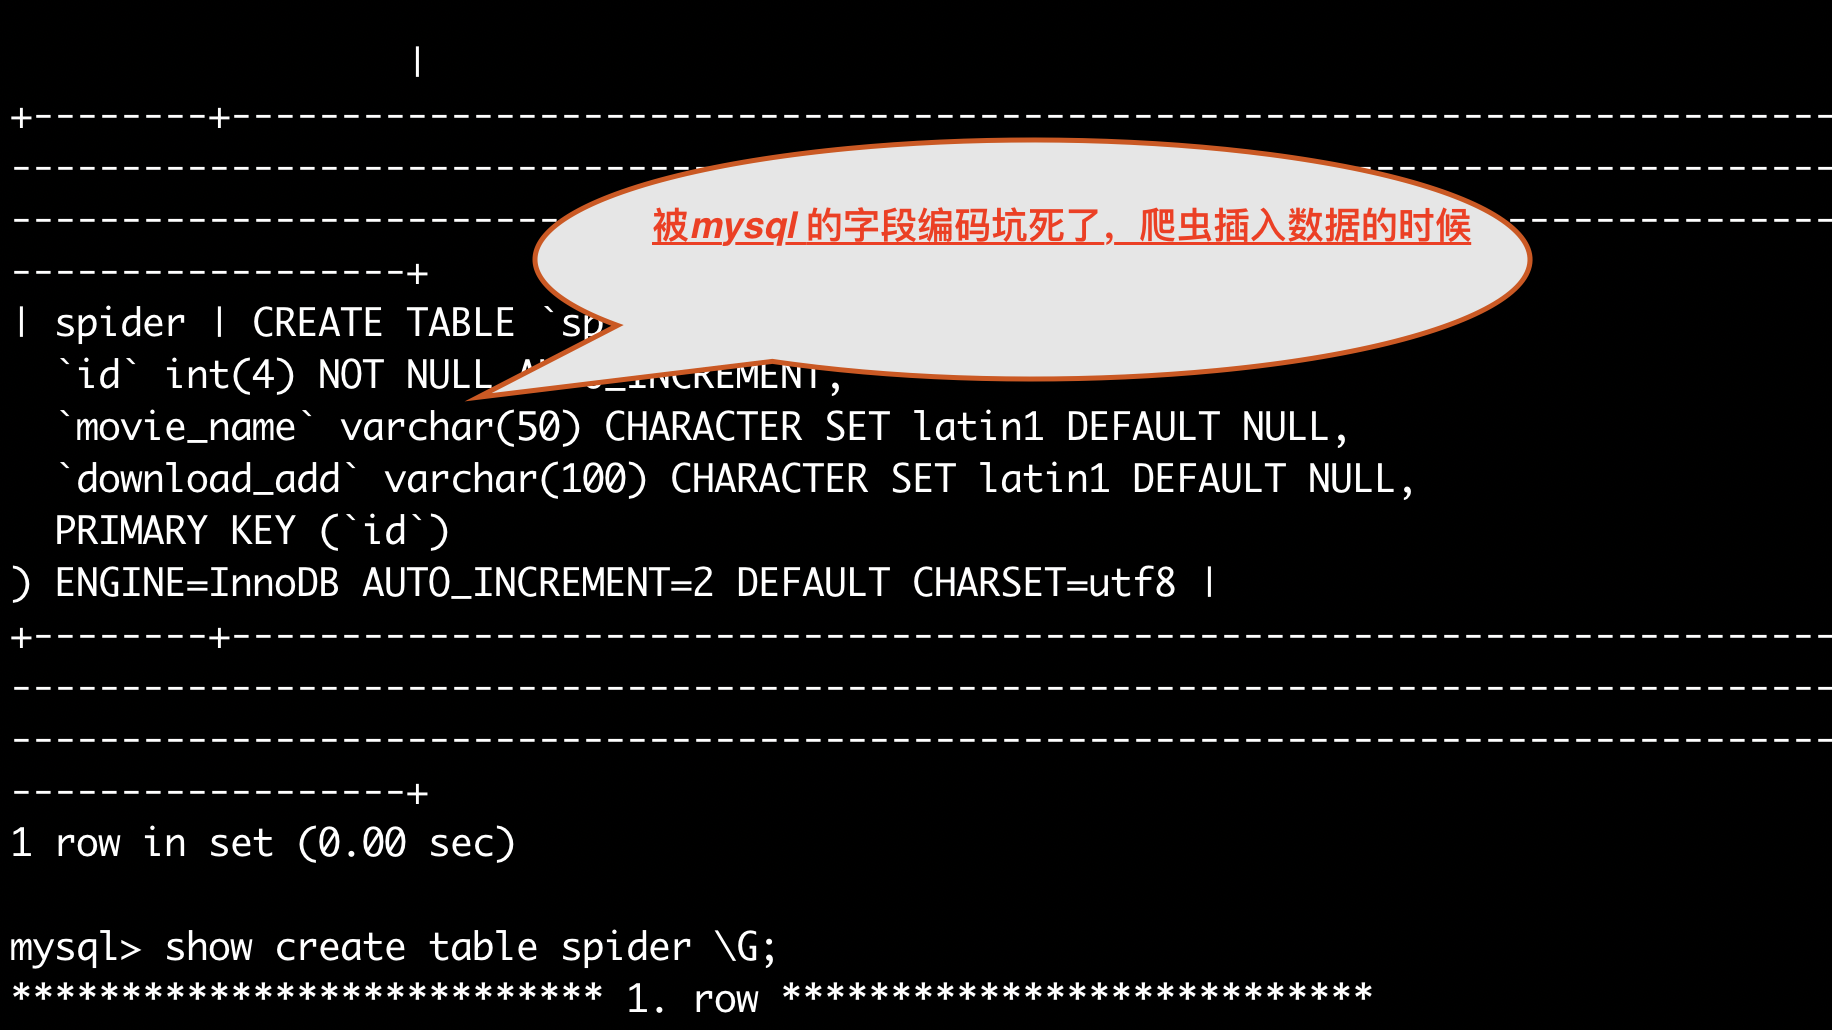 |
+--------+--------------------------------------------------------------------------
-----------------------------------------------------------------------------------
-----------------------------------------------------------------------------------
被mysql 的字段编码坑死了，爬虫插入数据的时候
------------------+
| spider | CREATE TABLE `sp
`id` int(4) NOT NULL AUTO_INCREMENT,
`movie_name` varchar(50) CHARACTER SET latin1 DEFAULT NULL,
`download_add` varchar(100) CHARACTER SET latin1 DEFAULT NULL,
PRIMARY KEY (`id`)
) ENGINE=InnoDB AUTO_INCREMENT=2 DEFAULT CHARSET=utf8 |
+--------+--------------------------------------------------------------------------
-----------------------------------------------------------------------------------
-----------------------------------------------------------------------------------
------------------+
1 row in set (0.00 sec)
mysql> show create table spider \G;
*************************** 1. row ***************************